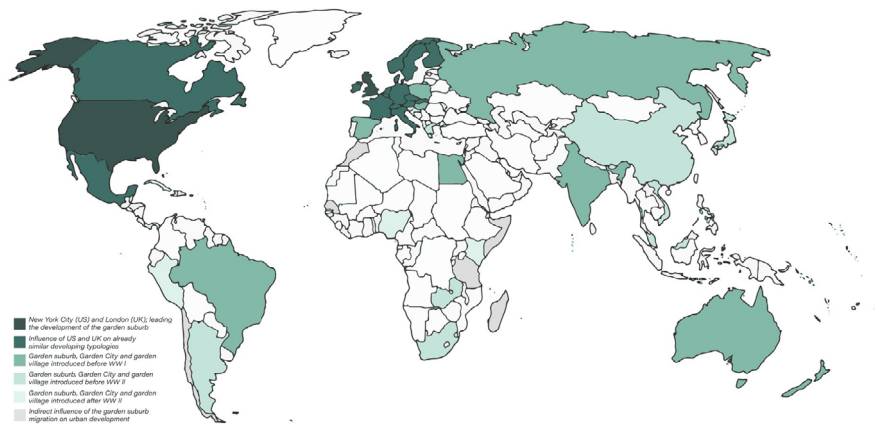 New York City (US) and London (UK); leading
the development of the garden suburb
Influence of US and UK on already
similar developing typologies
Garden suburb, Garden City and garden
village introduced before WW I
Garden suburb, Garden City and garden
village introduced before WW II
Garden suburb, Garden City and garden
village introduced after WW II
Indirect influence of the garden suburb
migration on urban development